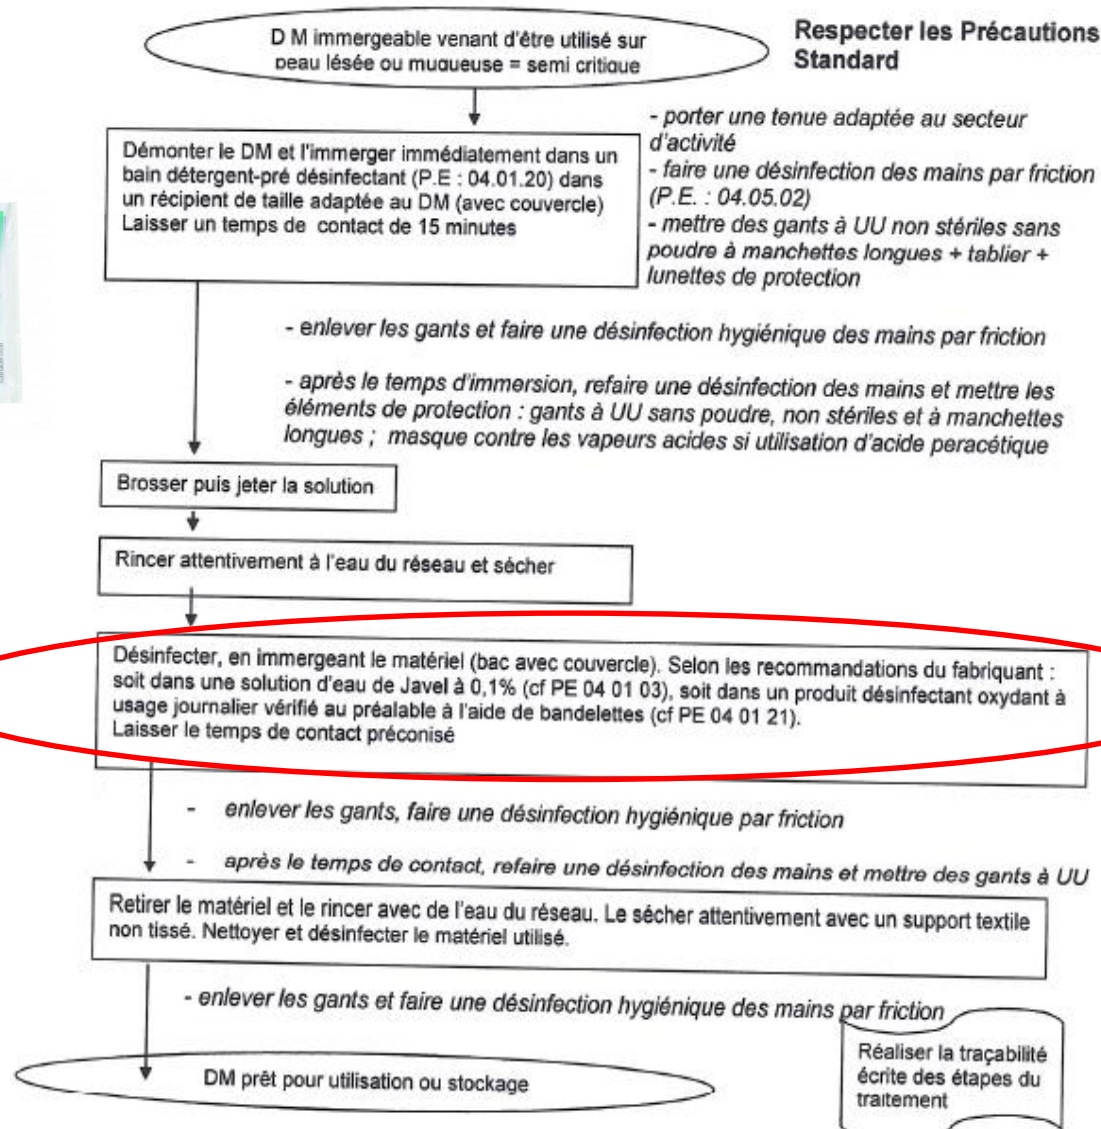 D M immergeable venant d'être utilisé sur
peau lésée ou muqueuse = semi critique
Respecter les Précautions
Standard
Démonter le DM et l'immerger immédiatement dans un
bain détergent-pré désinfectant (P.E : 04.01.20) dans
un récipient de taille adaptée au DM (avec couvercle)
Laisser un temps de contact de 15 minutes
- porter une tenue adaptée au secteur
d'activité
- faire une désinfection des mains par friction
(P.E. : 04.05.02)
- mettre des gants à UU non stériles sans
poudre à manchettes longues + tablier +
lunettes de protection
- enlever les gants et faire une désinfection hygiénique des mains par friction
- après le temps d'immersion, refaire une désinfection des mains et mettre les
éléments de protection : gants à UU sans poudre, non stériles et à manchettes
longues ; masque contre les vapeurs acides si utilisation d'acide peracétique
Brosser puis jeter la solution
Rincer attentivement à l'eau du réseau et sécher
Désinfecter, en immergeant le matériel (bac avec couvercle). Selon les recommandations du fabriquant :
soit dans une solution d'eau de Javel à 0,1% (cf PE 04 01 03), soit dans un produit désinfectant oxydant à
usage journalier vérifié au préalable à l'aide de bandelettes (cf PE 04 01 21).
Laisser le temps de contact préconisé
- enlever les gants, faire une désinfection hygiénique par friction
- après le temps de contact, refaire une désinfection des mains et mettre des gants à UU
Retirer le matériel et le rincer avec de l'eau du réseau. Le sécher attentivement avec un support textile
non tissé. Nettoyer et désinfecter le matériel utilisé.
- enlever les gants et faire une désinfection hygiénique des mains par friction
DM prêt pour utilisation ou stockage
Réaliser la traçabilité
écrite des étapes du
traitement